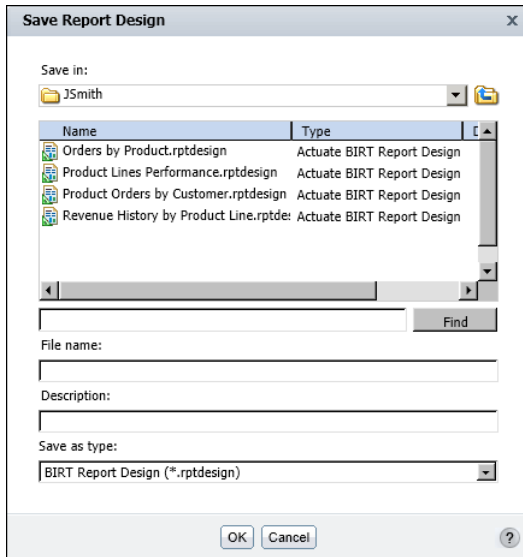 Save Report Design x
Save in:
JSmith
Name Type
Orders by Product.rptdesign Actuate BIRT Report Design
Product Lines Performance.rptdesign Actuate BIRT Report Design
Product Orders by Customer.rptdesign Actuate BIRT Report Design
Revenue History by Product Line.rptde Actuate BIRT Report Design
Find
File name:
Description:
Save as type:
BIRT Report Design (*.rptdesign)
OK Cancel ?